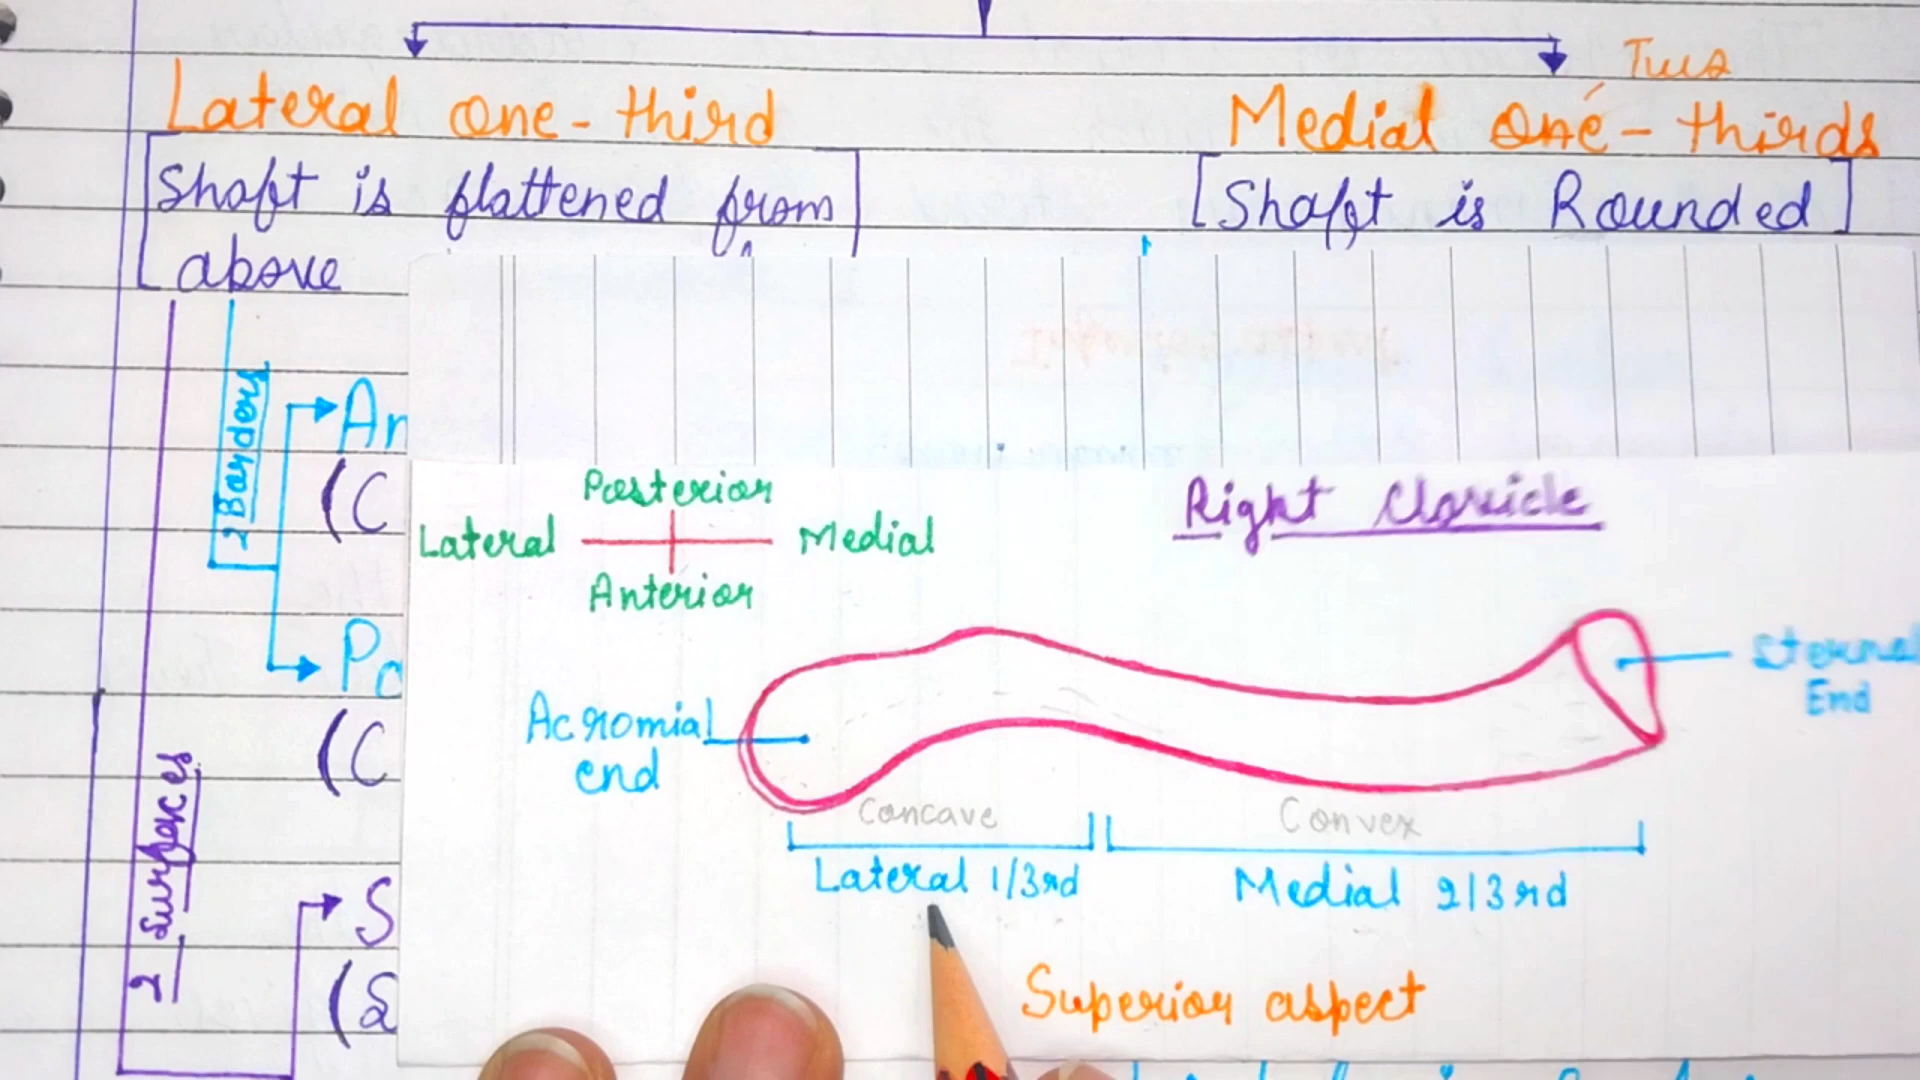 Lateral one-third
Shaft is flattened from
above
Two
Medial one-thirds
[Shaft is Rounded]
2 Borders
(C
(C
2 Surfaces
S
Posterior
Lateral
Medial
Anterior
Right Clavicle
Acromial
end
Sternal
End
Concave
Convex
Lateral 1/3rd
Medial 2/3rd
Superior aspect